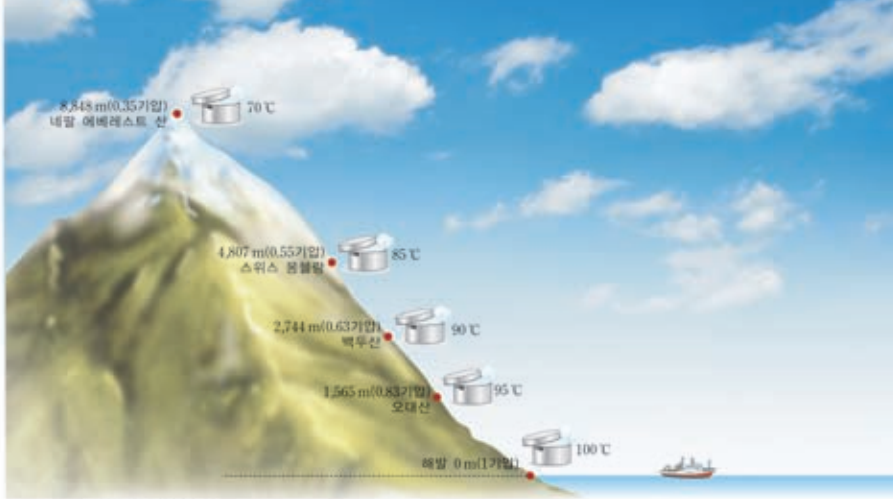 8,848 m(0.35기압)
네팔 에베레스트 산
70 ℃
4,807 m(0.55기압)
스위스 몽블랑
85 ℃
2,744 m(0.63기압)
백두산
90 ℃
1,565 m(0.83기압)
오대산
95 ℃
해발 0 m(1기압)
100 ℃